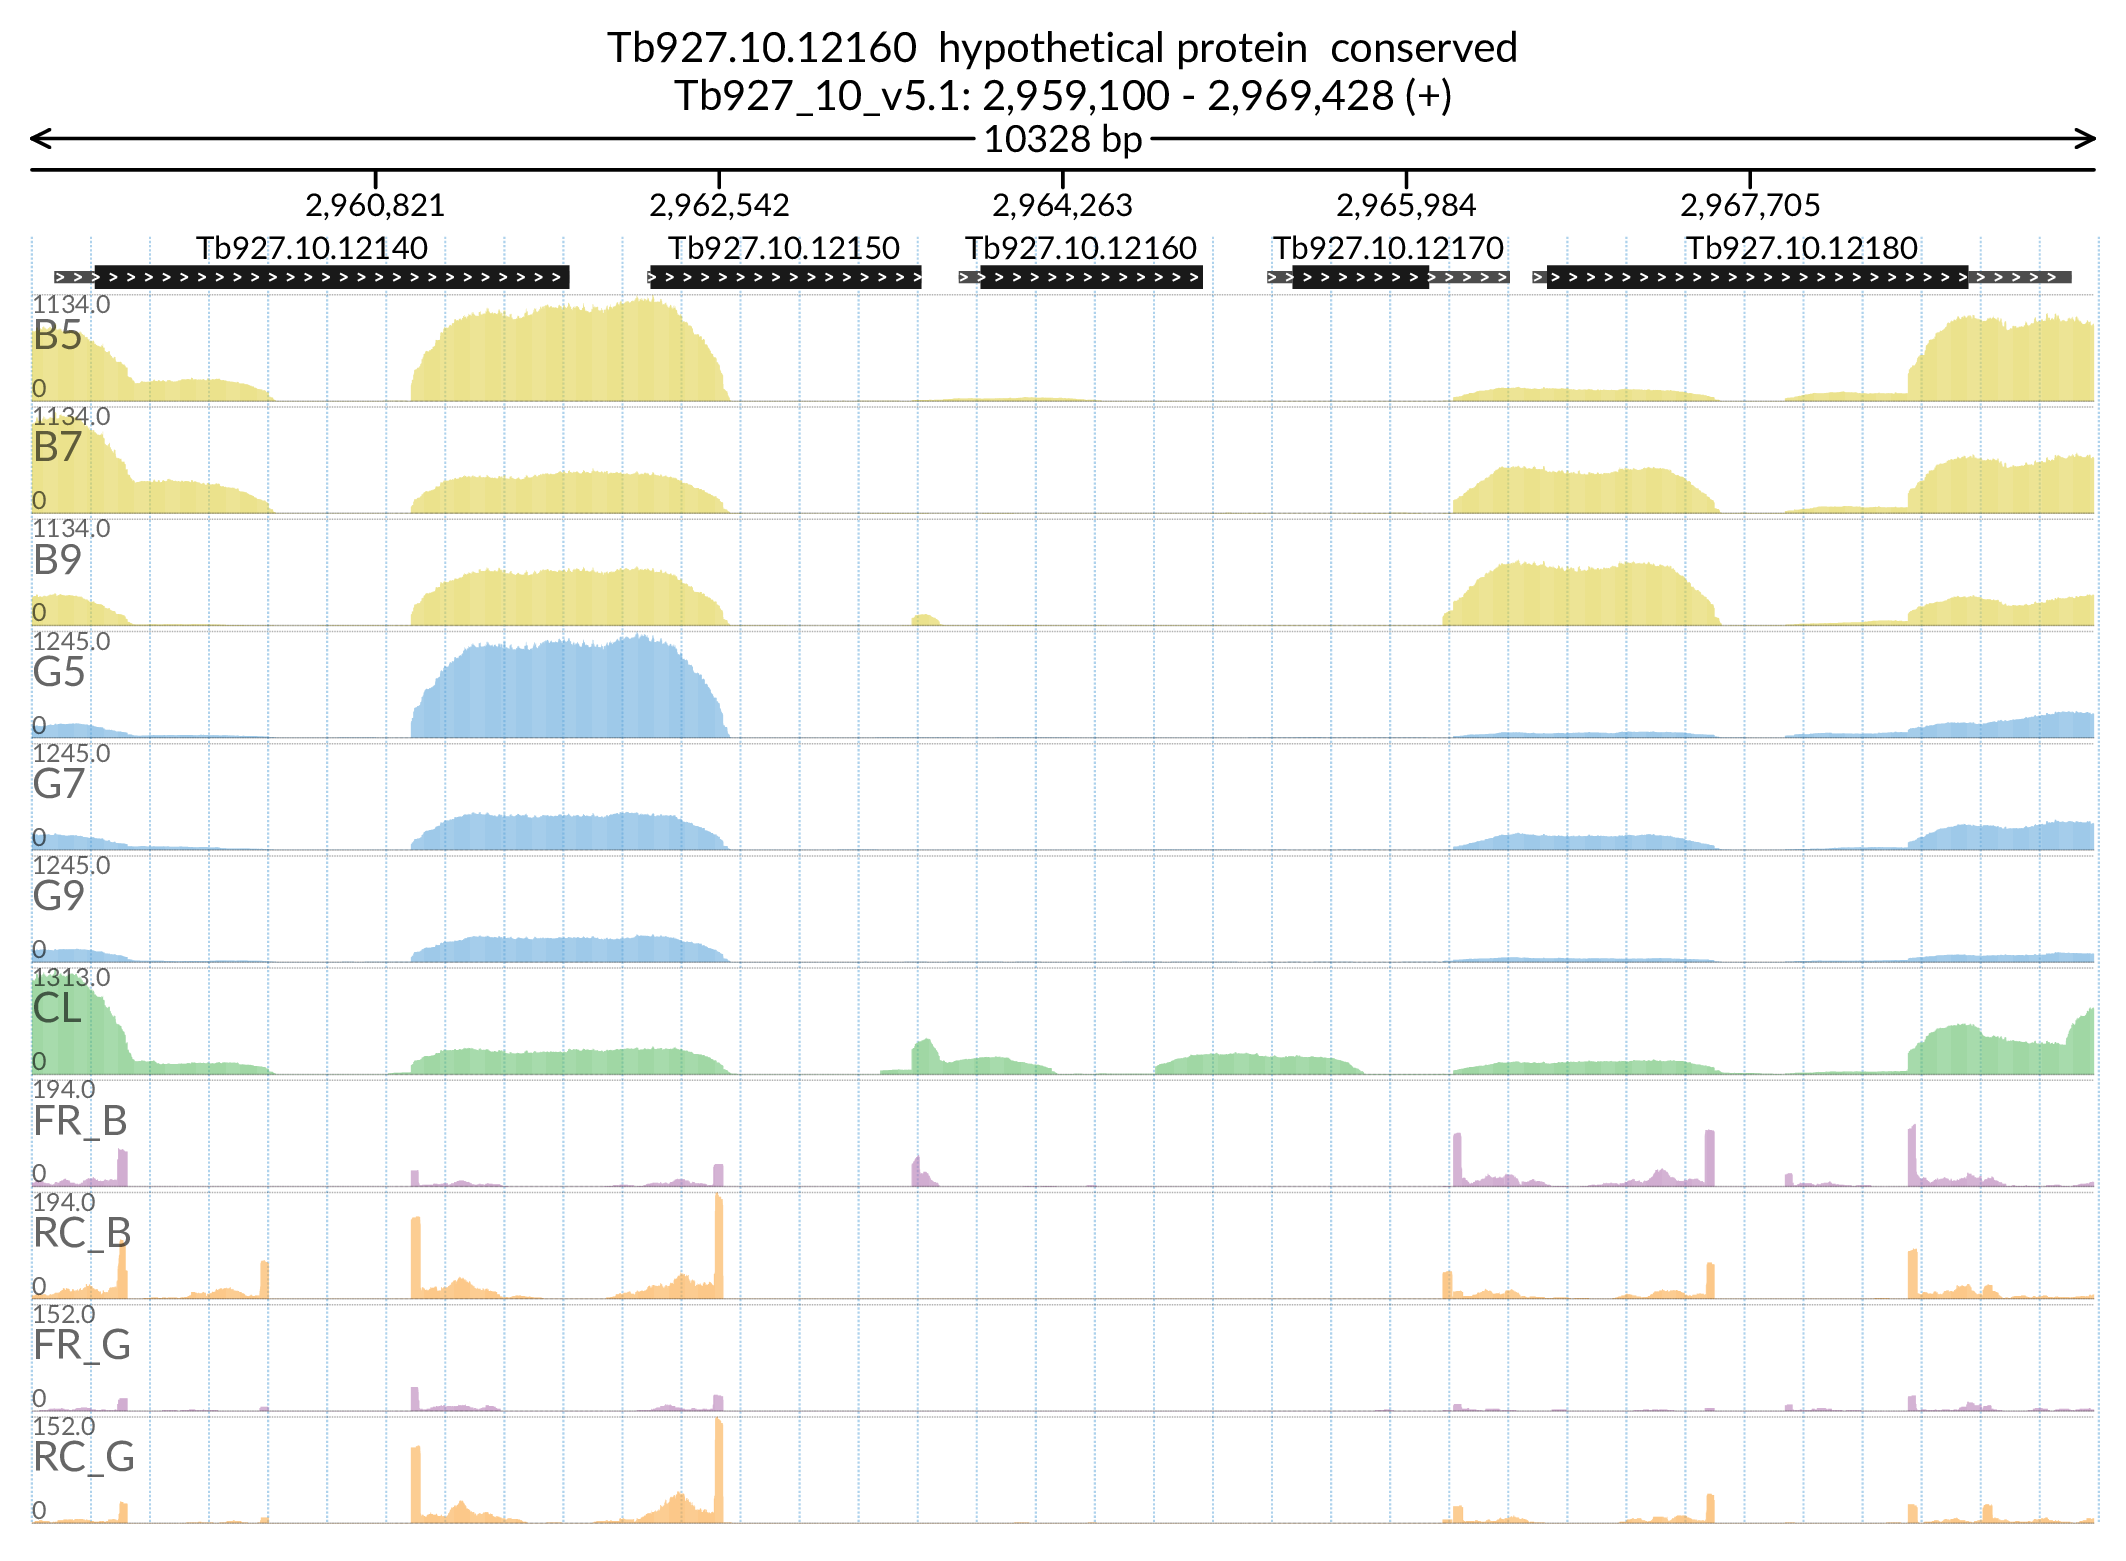 Tb927.10.12160  hypothetical protein  conserved
Tb927_10_v5.1: 2,959,100 - 2,969,428 (+)
10328 bp
2,960,821 2,962,542 2,964,263 2,965,984 2,967,705
Tb927.10.12140 Tb927.10.12150 Tb927.10.12160 Tb927.10.12170 Tb927.10.12180
1134.0
B5
0
1134.0
B7
0
1134.0
B9
0
1245.0
G5
0
1245.0
G7
0
1245.0
G9
0
1313.0
CL
0
194.0
FR_B
0
194.0
RC_B
0
152.0
FR_G
0
152.0
RC_G
0